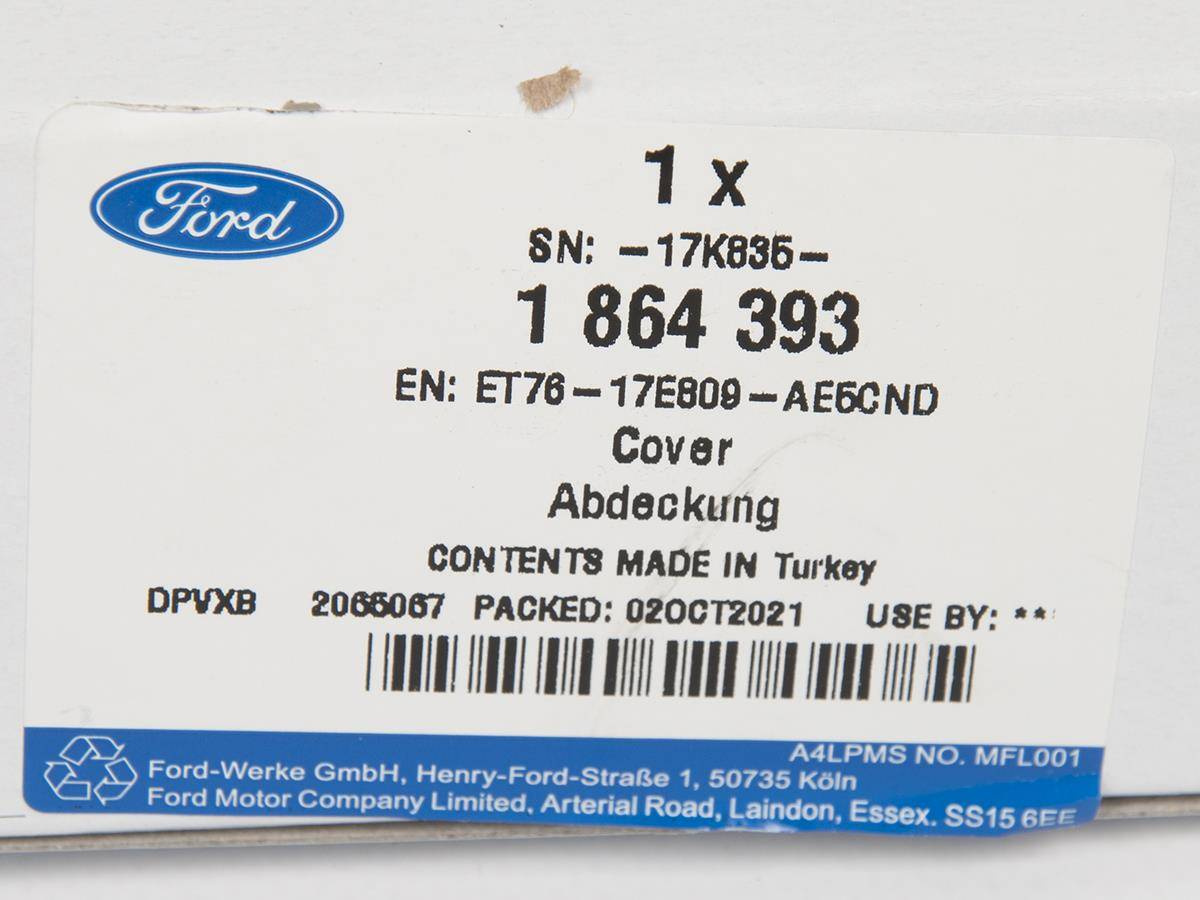 Ford
1 x
SN: -17K835-
1 864 393
EN: ET76-17E809-AE5CND
Cover
Abdeckung
CONTENTS MADE IN Turkey
DPVXB 2065067 PACKED: 02OCT2021 USE BY: **
A4LPMS NO. MFL001
Ford-Werke GmbH, Henry-Ford-Straße 1, 50735 Köln
Ford Motor Company Limited, Arterial Road, Laindon, Essex. SS15 6EE